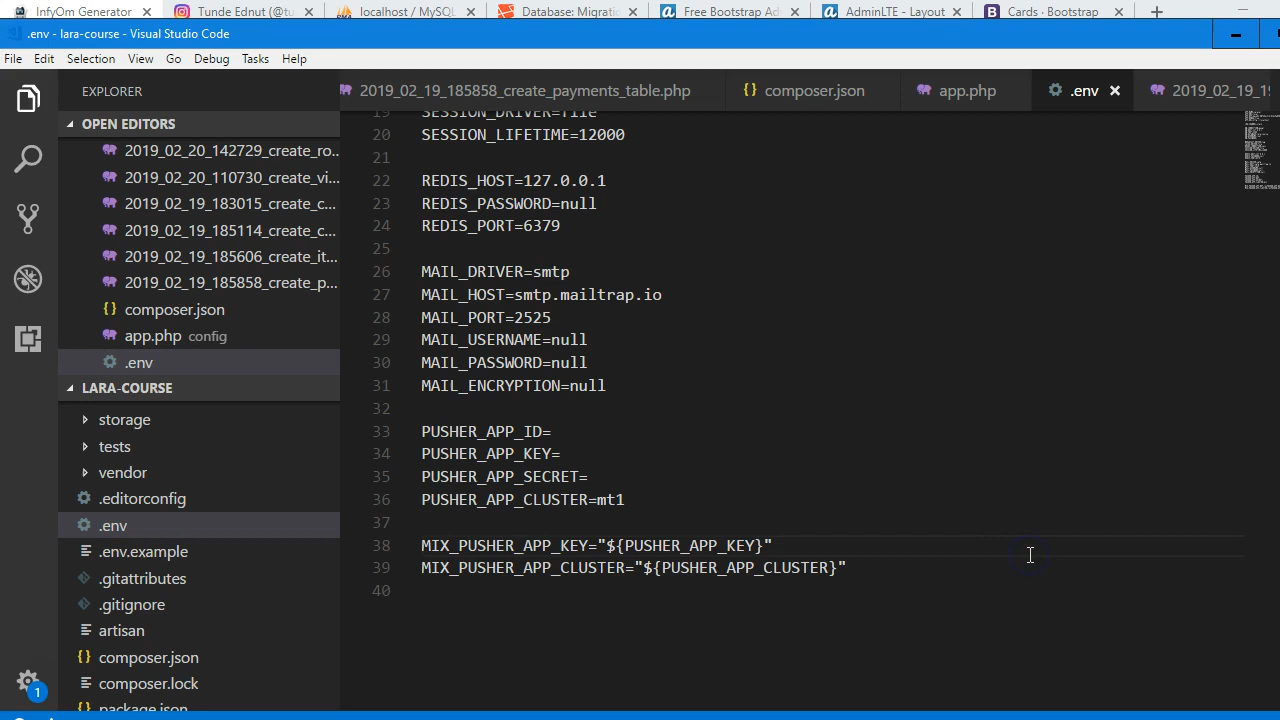 InfyOm Generator
Tunde Ednut (@tu
localhost / MySQL
Database: Migratio
Free Bootstrap Ad
AdminLTE - Layout
Cards · Bootstrap
.env - lara-course - Visual Studio Code
File Edit Selection View Go Debug Tasks Help
EXPLORER
OPEN EDITORS
2019_02_20_142729_create_ro...
2019_02_20_110730_create_vi...
2019_02_19_183015_create_c...
2019_02_19_185114_create_c...
2019_02_19_185606_create_it...
2019_02_19_185858_create_p...
composer.json
app.php config
.env
LARA-COURSE
storage
tests
vendor
.editorconfig
.env
.env.example
.gitattributes
.gitignore
artisan
composer.json
composer.lock
package.json
1
2019_02_19_185858_create_payments_table.php
composer.json
app.php
.env
2019_02_19_1
19 SESSION_DRIVER=file
20 SESSION_LIFETIME=12000
21
22 REDIS_HOST=127.0.0.1
23 REDIS_PASSWORD=null
24 REDIS_PORT=6379
25
26 MAIL_DRIVER=smtp
27 MAIL_HOST=smtp.mailtrap.io
28 MAIL_PORT=2525
29 MAIL_USERNAME=null
30 MAIL_PASSWORD=null
31 MAIL_ENCRYPTION=null
32
33 PUSHER_APP_ID=
34 PUSHER_APP_KEY=
35 PUSHER_APP_SECRET=
36 PUSHER_APP_CLUSTER=mt1
37
38 MIX_PUSHER_APP_KEY="${PUSHER_APP_KEY}"
39 MIX_PUSHER_APP_CLUSTER="${PUSHER_APP_CLUSTER}"
40